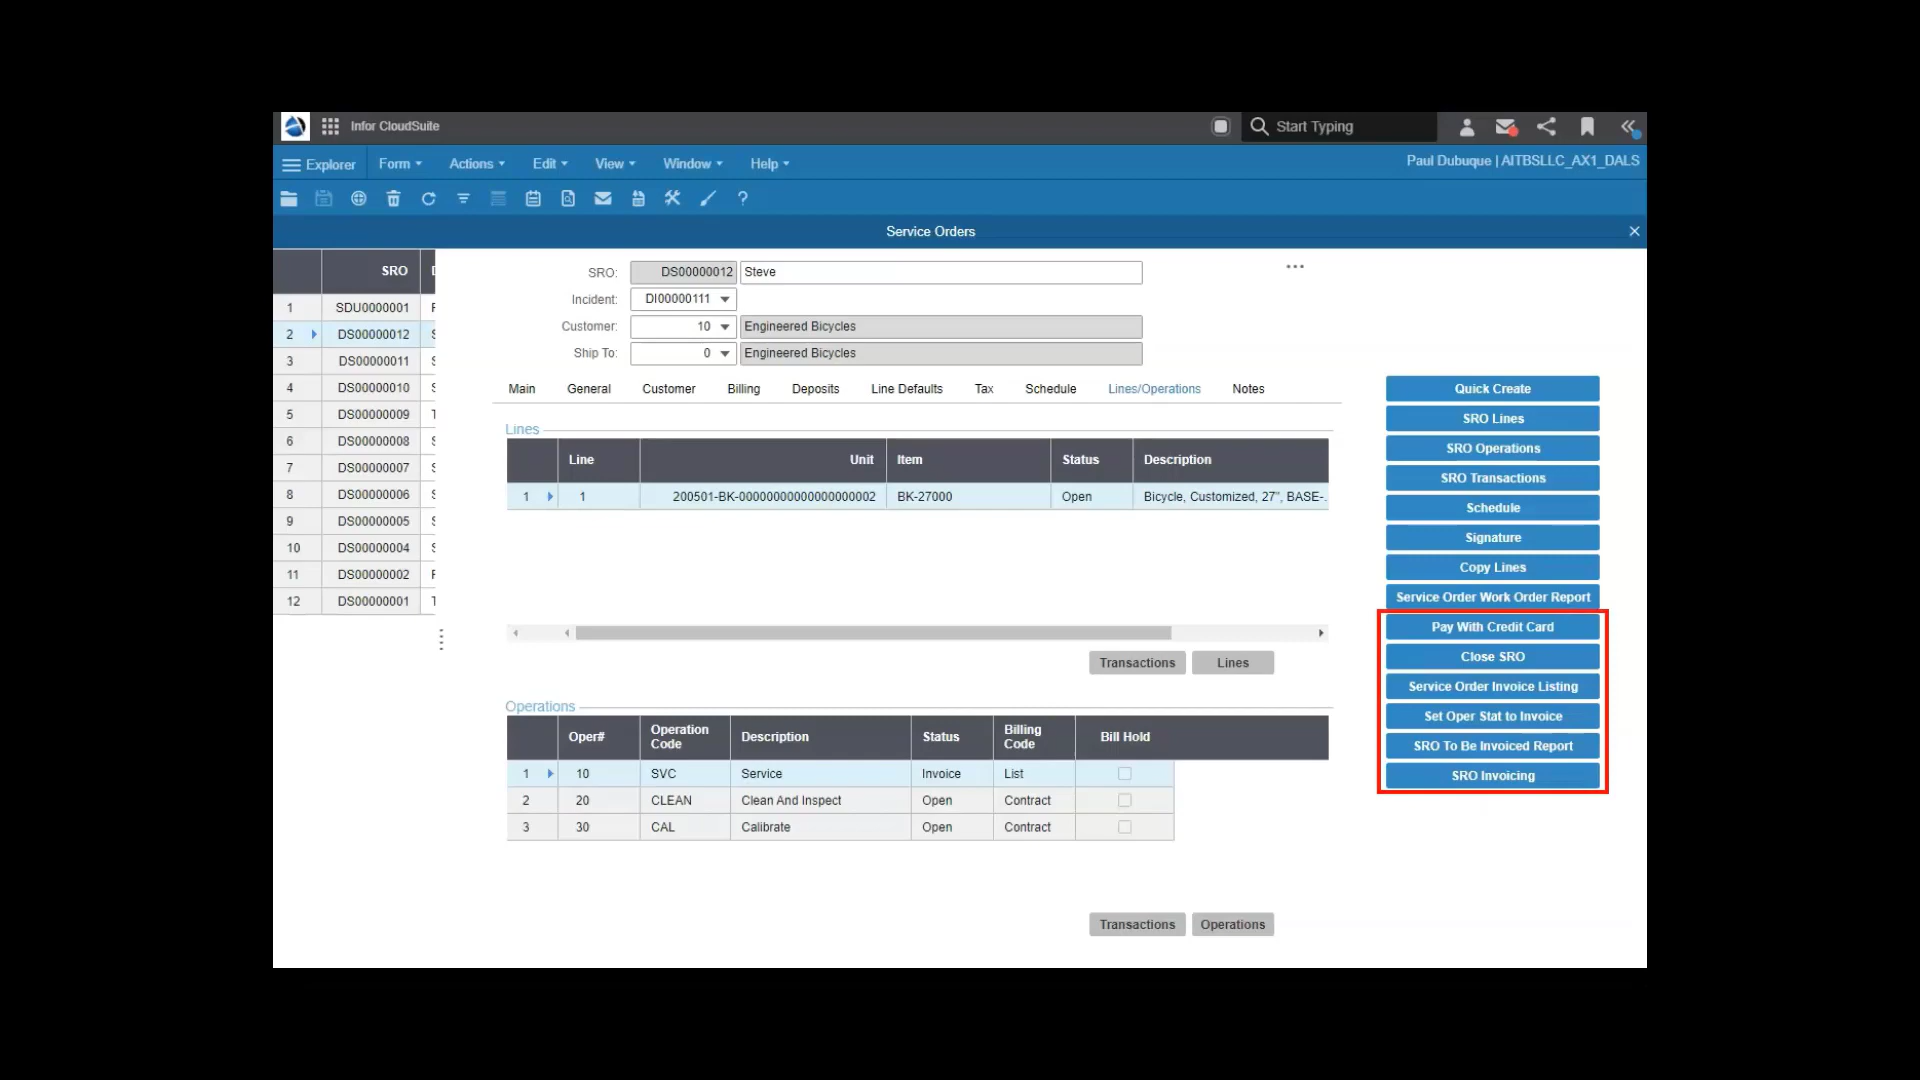 Infor CloudSuite
Start Typing
Explorer Form Actions Edit View Window Help
Paul Dubuque | AITBSLLC_AX1_DALS
Service Orders
SRO
1 SDU0000001
2 DS00000012
3 DS00000011
4 DS00000010
5 DS00000009
6 DS00000008
7 DS00000007
8 DS00000006
9 DS00000005
10 DS00000004
11 DS00000002
12 DS00000001
SRO: DS00000012 Steve
Incident: DI00000111
Customer: 10 Engineered Bicycles
Ship To: 0 Engineered Bicycles
Main General Customer Billing Deposits Line Defaults Tax Schedule Lines/Operations Notes
Lines
Line Unit Item Status Description
1 1 200501-BK-00000000000000000002 BK-27000 Open Bicycle, Customized, 27", BASE-.
Transactions Lines
Operations
Oper# Operation Code Description Status Billing Code Bill Hold
1 10 SVC Service Invoice List
2 20 CLEAN Clean And Inspect Open Contract
3 30 CAL Calibrate Open Contract
Transactions Operations
Quick Create
SRO Lines
SRO Operations
SRO Transactions
Schedule
Signature
Copy Lines
Service Order Work Order Report
Pay With Credit Card
Close SRO
Service Order Invoice Listing
Set Oper Stat to Invoice
SRO To Be Invoiced Report
SRO Invoicing